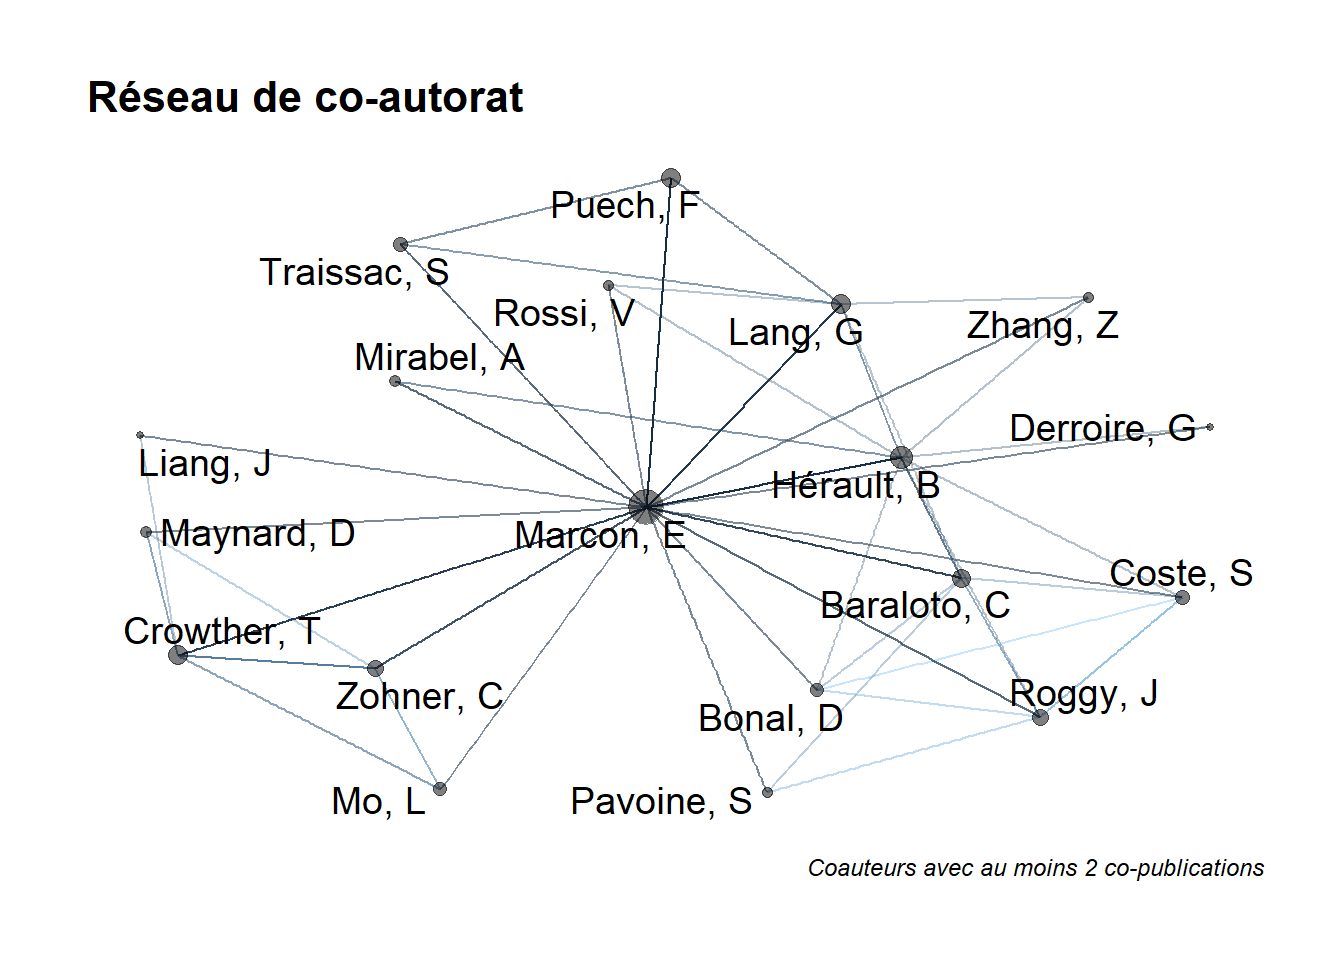 Réseau de co-autorat
Puech, F
Traissac, S
Rossi, V
Lang, G
Zhang, Z
Mirabel, A
Derroire, G
Liang, J
Hérault, B
Maynard, D
Marcon, E
Coste, S
Baraloto, C
Crowther, T
Zohner, C
Roggy, J
Bonal, D
Mo, L
Pavoine, S
Coauteurs avec au moins 2 co-publications